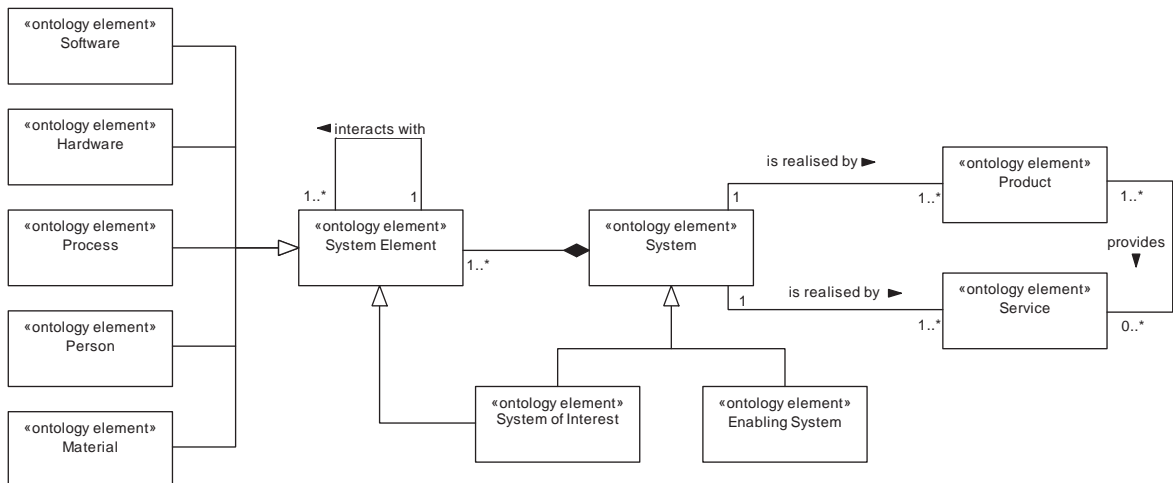 «ontology element»
Software
«ontology element»
Hardware
«ontology element»
Process
«ontology element»
Person
«ontology element»
Material
interacts with
1..*
1
«ontology element»
System Element
1..*
«ontology element»
System
1
is realised by
1..*
«ontology element»
Product
1..*
provides
1
is realised by
1..*
«ontology element»
Service
0..*
«ontology element»
System of Interest
«ontology element»
Enabling System